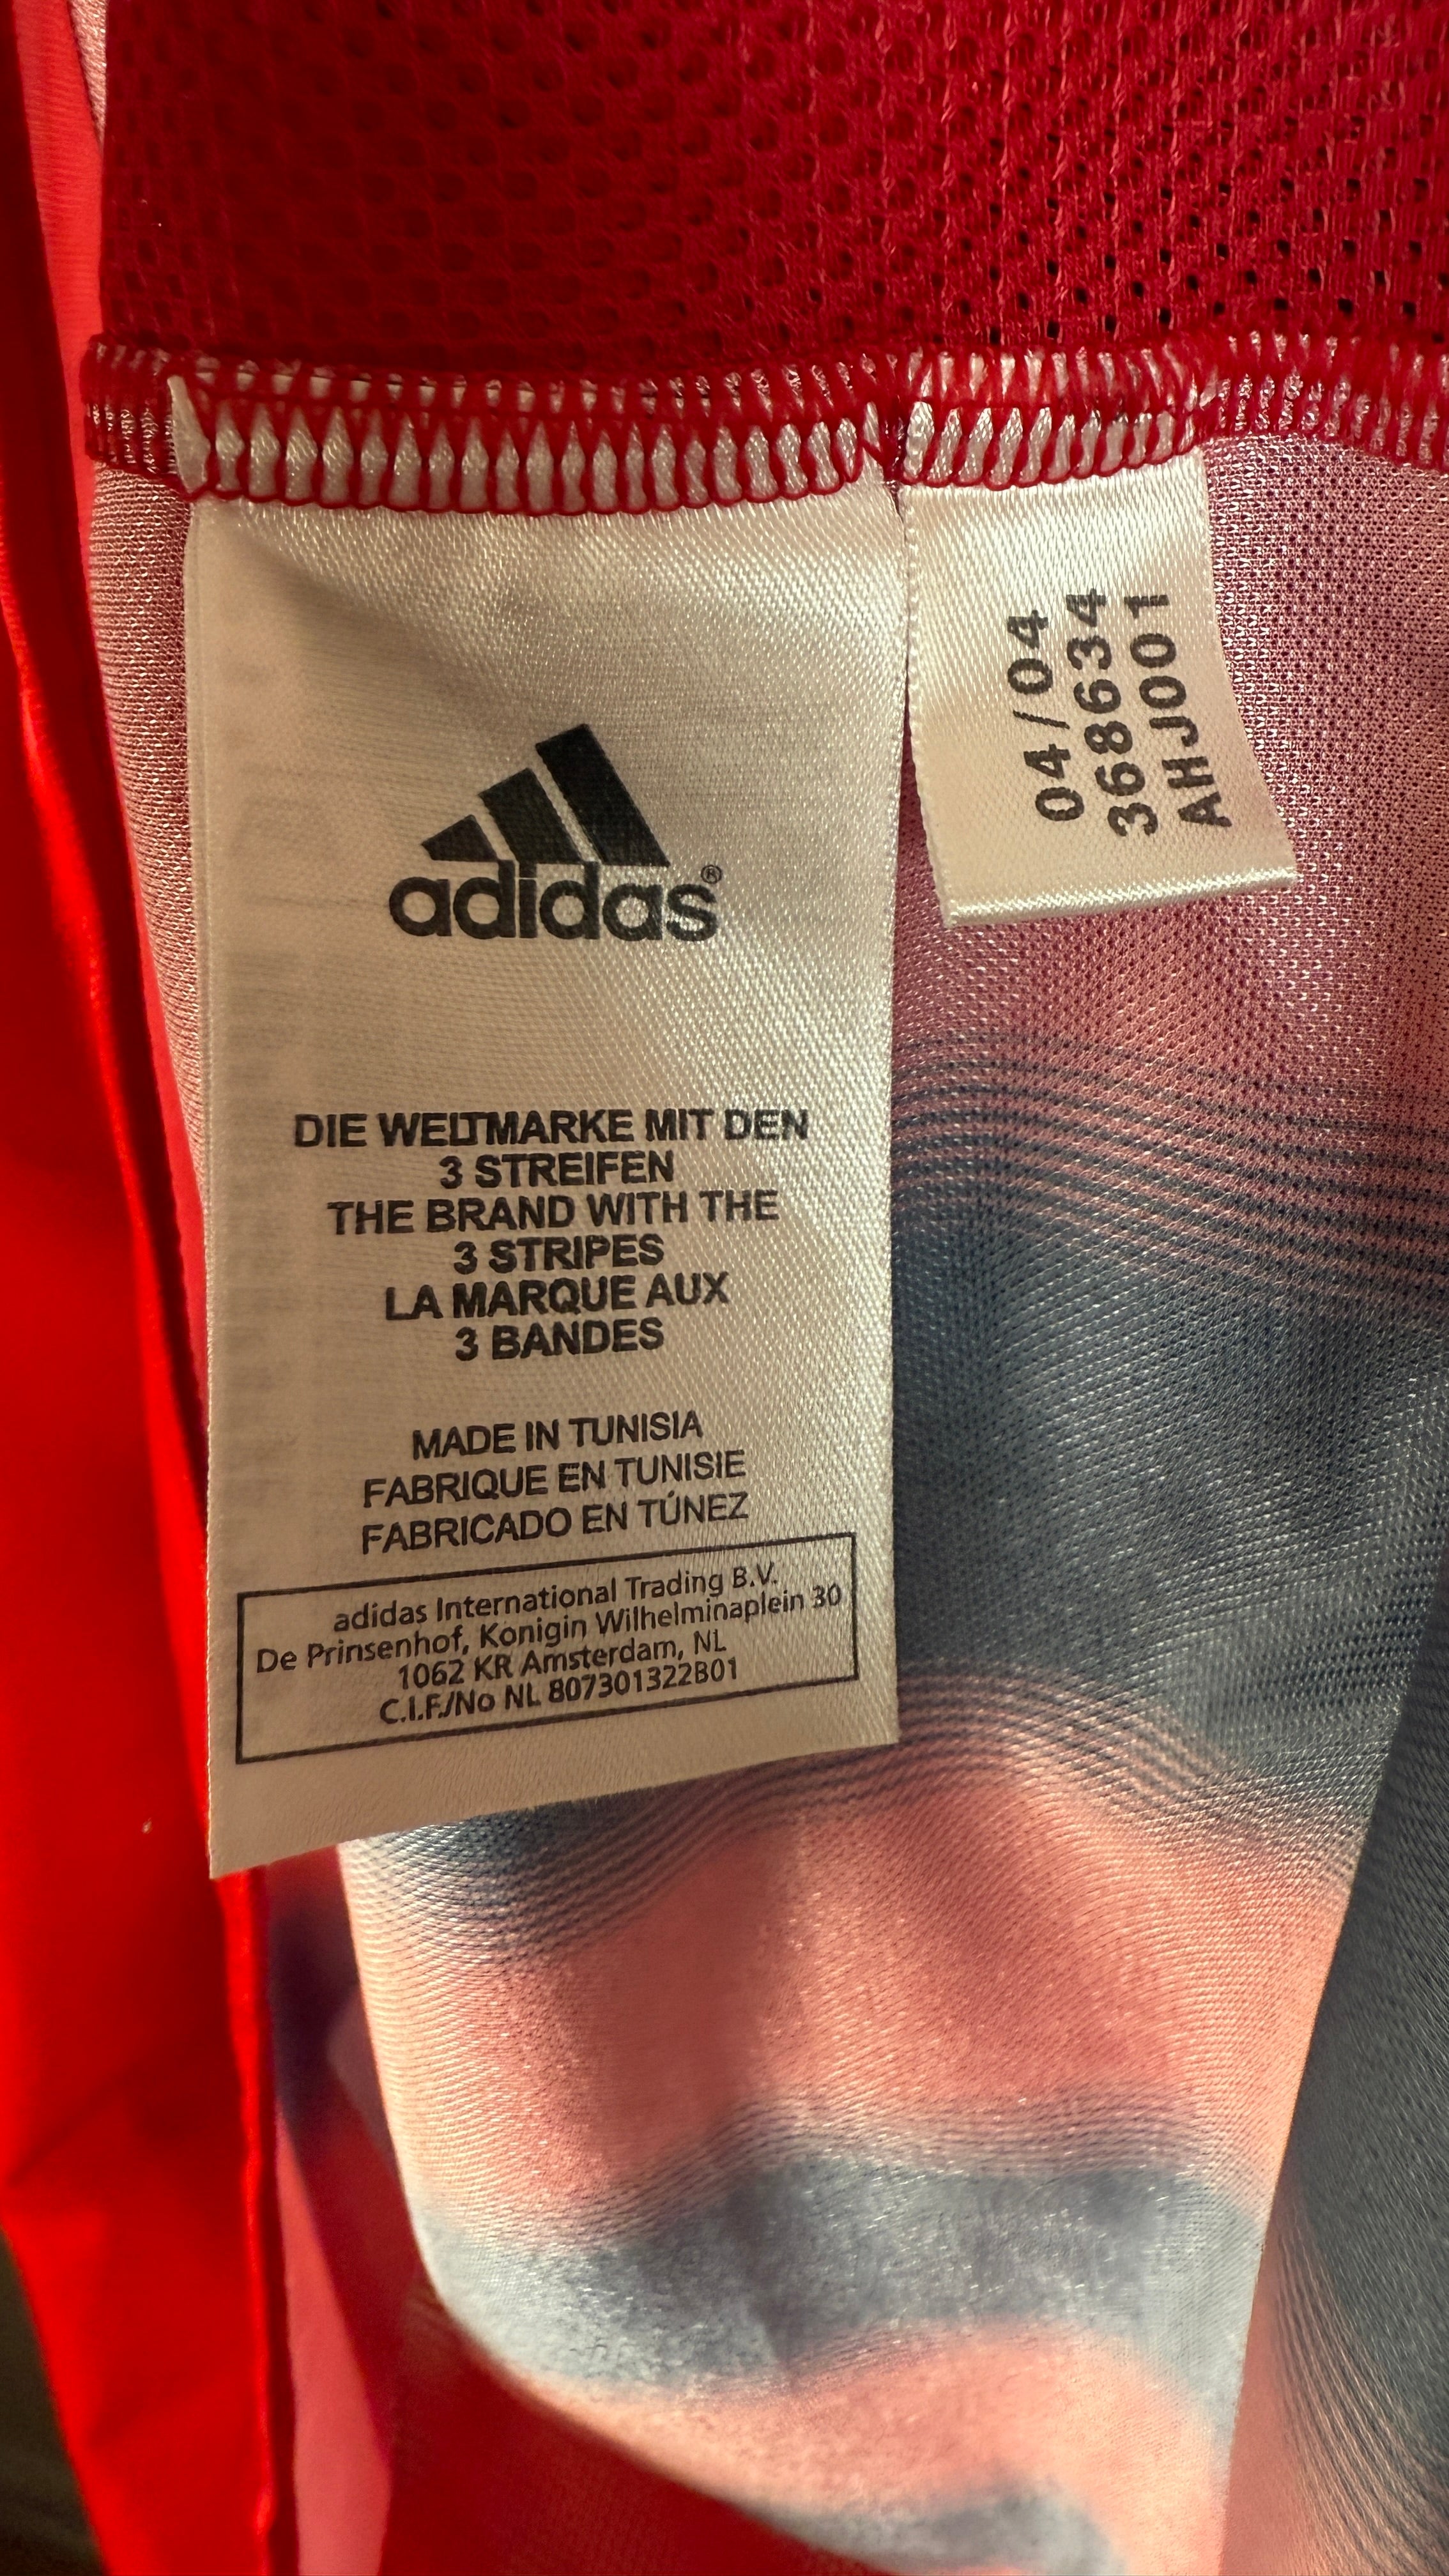 adidas®
DIE WELTMARKE MIT DEN
3 STREIFEN
THE BRAND WITH THE
3 STRIPES
LA MARQUE AUX
3 BANDES
MADE IN TUNISIA
FABRIQUE EN TUNISIE
FABRICADO EN TÚNEZ
adidas International Trading B.V.
De Prinsenhof, Konigin Wilhelminaplein 30
1062 KR Amsterdam, NL
C.I.F./No NL 807301322B01
04/04
368634
AHJ001